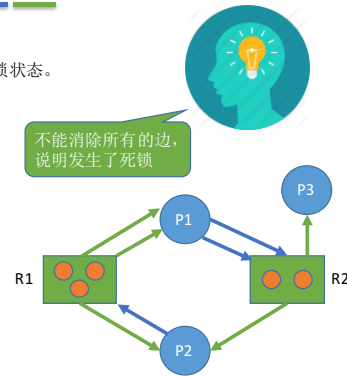 锁状态。
不能消除所有的边，
说明发生了死锁
P3
P1
R1
R2
P2